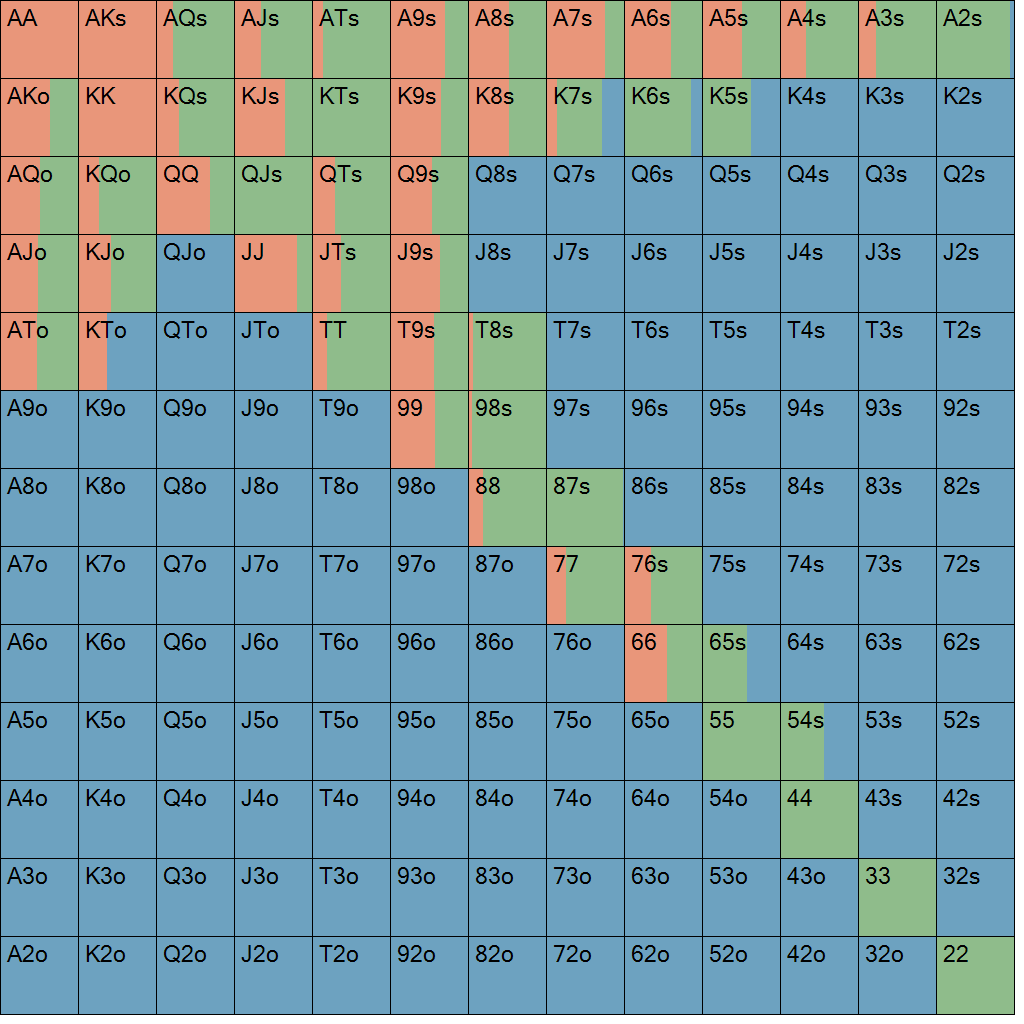 AA AKs AQs AJs ATs A9s A8s A7s A6s A5s A4s A3s A2s
AKo KK KQs KJs KTs K9s K8s K7s K6s K5s K4s K3s K2s
AQo KQo QQ QJs QTs Q9s Q8s Q7s Q6s Q5s Q4s Q3s Q2s
AJo KJo QJo JJ JTs J9s J8s J7s J6s J5s J4s J3s J2s
ATo KTo QTo JTo TT T9s T8s T7s T6s T5s T4s T3s T2s
A9o K9o Q9o J9o T9o 99 98s 97s 96s 95s 94s 93s 92s
A8o K8o Q8o J8o T8o 98o 88 87s 86s 85s 84s 83s 82s
A7o K7o Q7o J7o T7o 97o 87o 77 76s 75s 74s 73s 72s
A6o K6o Q6o J6o T6o 96o 86o 76o 66 65s 64s 63s 62s
A5o K5o Q5o J5o T5o 95o 85o 75o 65o 55 54s 53s 52s
A4o K4o Q4o J4o T4o 94o 84o 74o 64o 54o 44 43s 42s
A3o K3o Q3o J3o T3o 93o 83o 73o 63o 53o 43o 33 32s
A2o K2o Q2o J2o T2o 92o 82o 72o 62o 52o 42o 32o 22